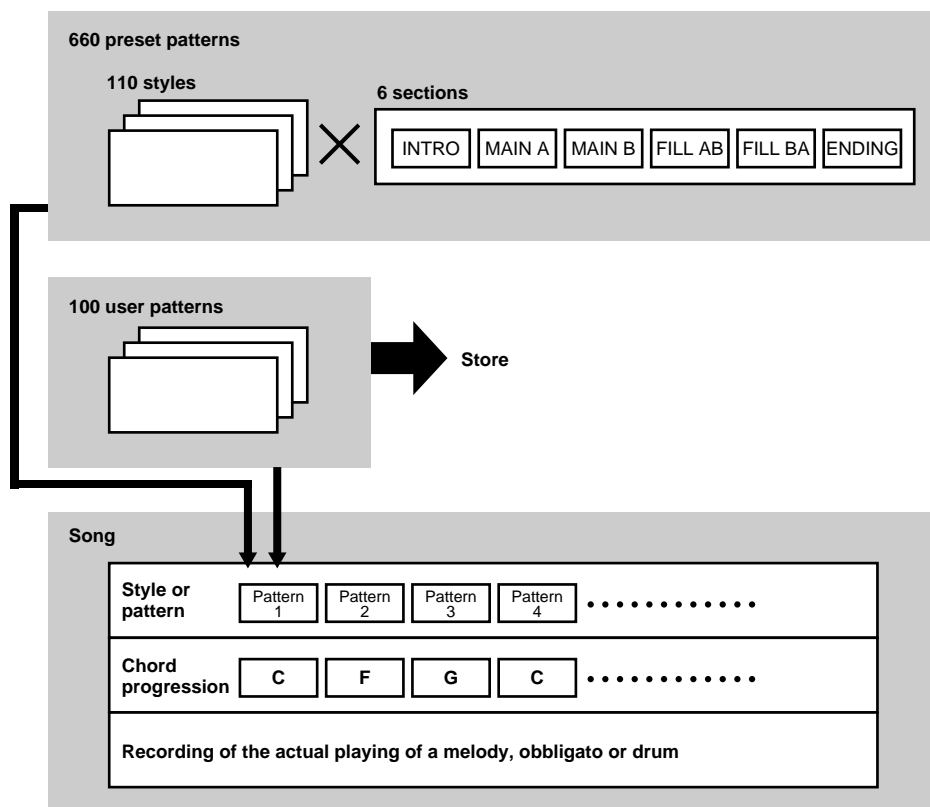 660 preset patterns
110 styles
6 sections
INTRO
MAIN A
MAIN B
FILL AB
FILL BA
ENDING
100 user patterns
Store
Song
Style or
pattern
Pattern
1
Pattern
2
Pattern
3
Pattern
4
Chord
progression
C
F
G
C
Recording of the actual playing of a melody, obbligato or drum